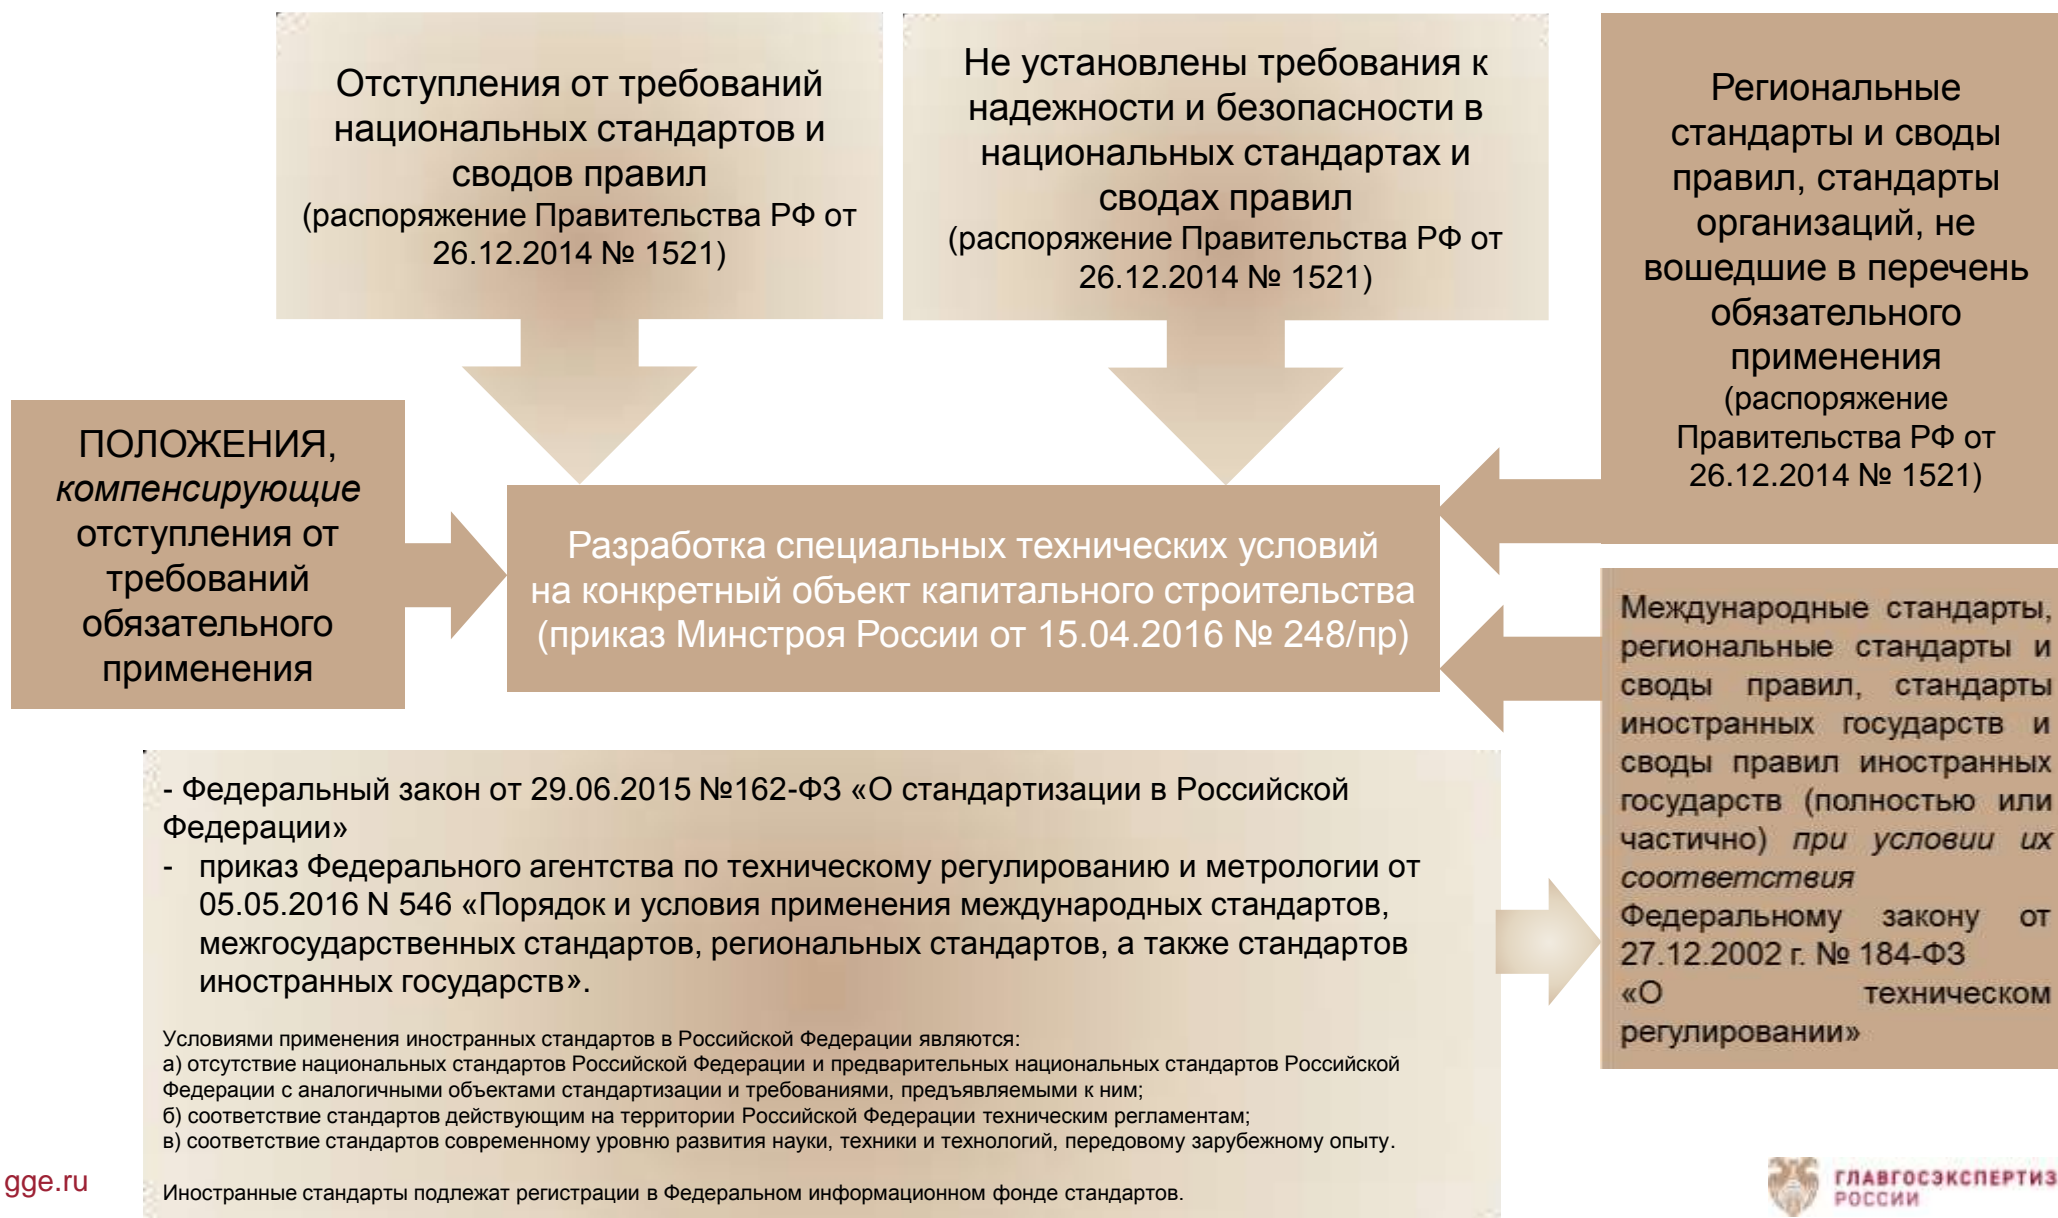 Отступления от требований
национальных стандартов и
сводов правил
(распоряжение Правительства РФ от
26.12.2014 № 1521)
Не установлены требования к
надежности и безопасности в
национальных стандартах и
сводах правил
(распоряжение Правительства РФ от
26.12.2014 № 1521)
Региональные
стандарты и своды
правил, стандарты
организаций, не
вошедшие в перечень
обязательного
применения
(распоряжение
Правительства РФ от
26.12.2014 № 1521)
ПОЛОЖЕНИЯ,
компенсирующие
отступления от
требований
обязательного
применения
Разработка специальных технических условий
на конкретный объект капитального строительства
(приказ Минстроя России от 15.04.2016 № 248/пр)
Международные стандарты,
региональные стандарты и
своды правил, стандарты
иностранных государств и
своды правил иностранных
государств (полностью или
частично) при условии их
соответствия
Федеральному закону от
27.12.2002 г. № 184-ФЗ
«О техническом
регулировании»
- Федеральный закон от 29.06.2015 №162-ФЗ «О стандартизации в Российской
Федерации»
- приказ Федерального агентства по техническому регулированию и метрологии от
05.05.2016 N 546 «Порядок и условия применения международных стандартов,
межгосударственных стандартов, региональных стандартов, а также стандартов
иностранных государств».
Условиями применения иностранных стандартов в Российской Федерации являются:
а) отсутствие национальных стандартов Российской Федерации и предварительных национальных стандартов Российской
Федерации с аналогичными объектами стандартизации и требованиями, предъявляемыми к ним;
б) соответствие стандартов действующим на территории Российской Федерации техническим регламентам;
в) соответствие стандартов современному уровню развития науки, техники и технологий, передовому зарубежному опыту.
Иностранные стандарты подлежат регистрации в Федеральном информационном фонде стандартов.
gge.ru
ГЛАВГОСЭКСПЕРТИЗ
РОССИИ